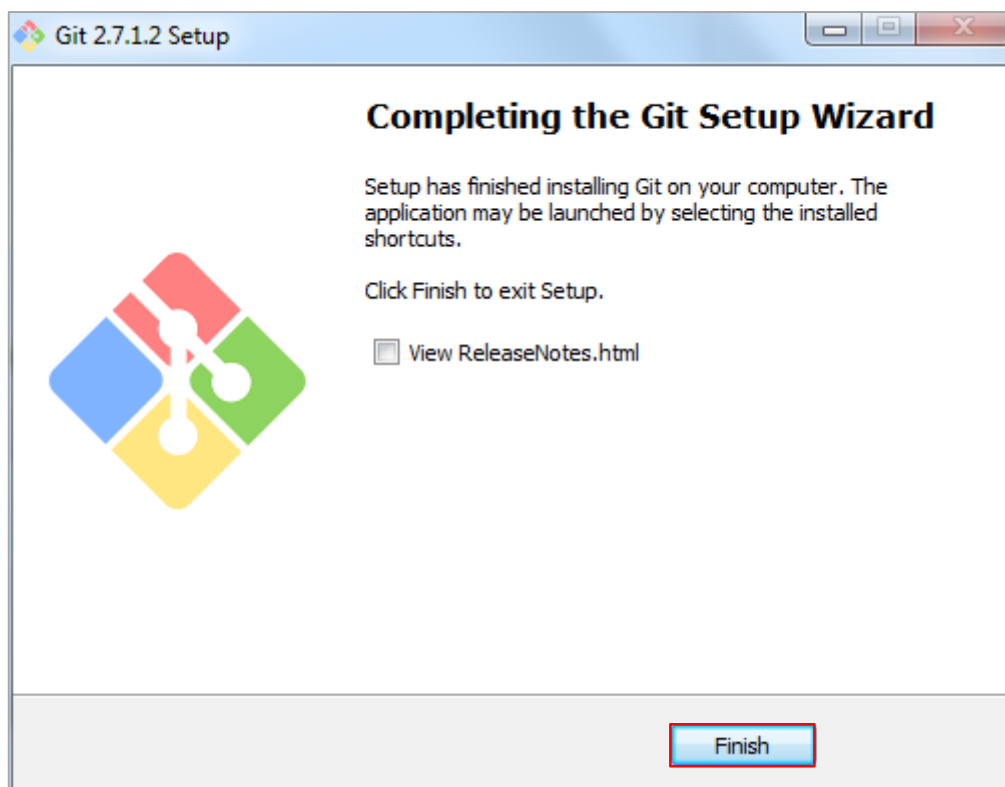 Git 2.7.1.2 Setup
Completing the Git Setup Wizard
Setup has finished installing Git on your computer. The
application may be launched by selecting the installed
shortcuts.
Click Finish to exit Setup.
View ReleaseNotes.html
Finish